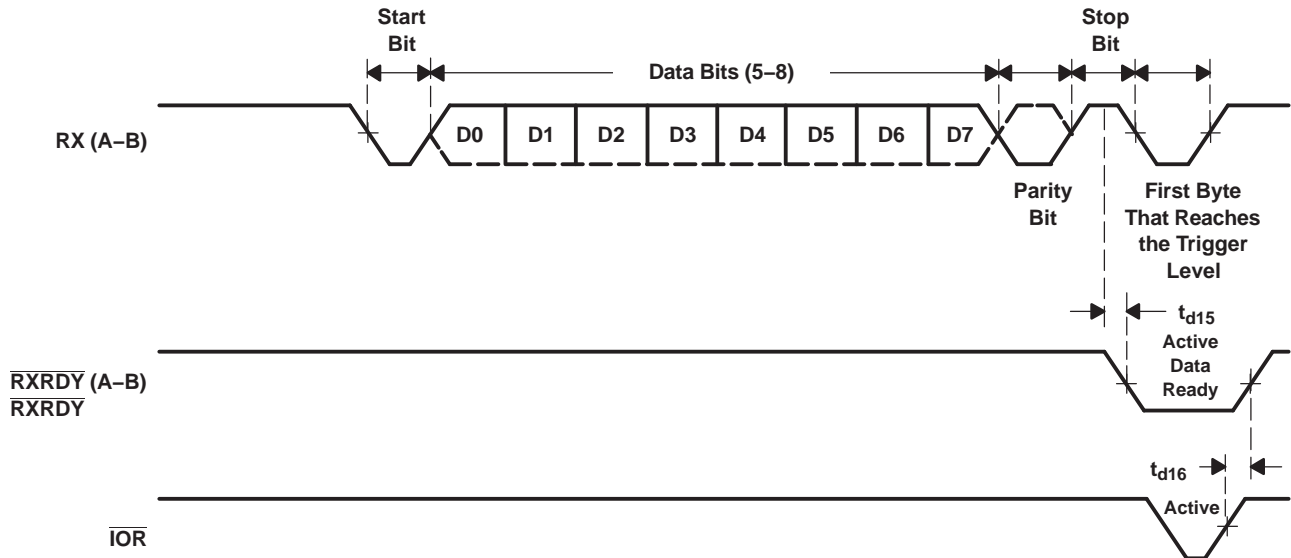 Start
Bit
Stop
Bit
Data Bits (5–8)
RX (A–B)
D0 D1 D2 D3 D4 D5 D6 D7
Parity
Bit
First Byte
That Reaches
the Trigger
Level
td15
Active
Data
Ready
RXRDY (A–B)
RXRDY
td16
Active
IOR